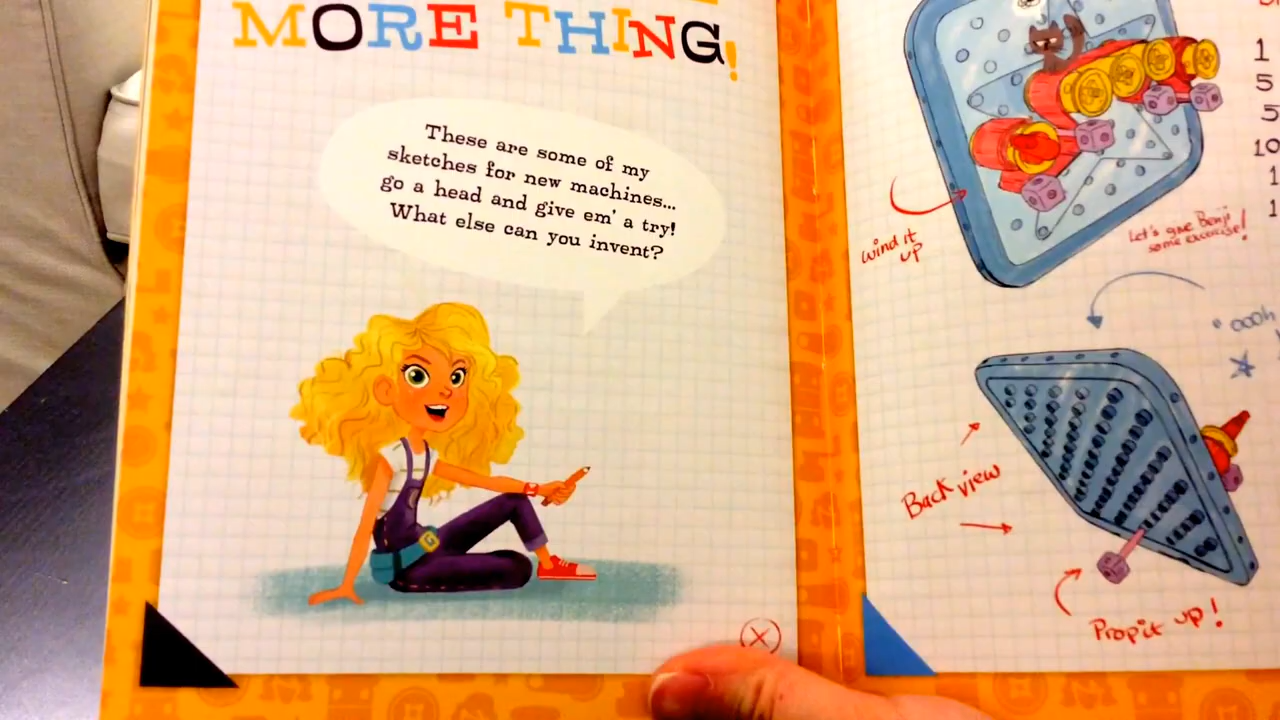 MORE THING!
These are some of my
sketches for new machines...
go a head and give em' a try!
What else can you invent?
1
5
5
10
1
1
wind it
up
Let's give Benji
some excercise!
oooh
Back view
Prop it up!